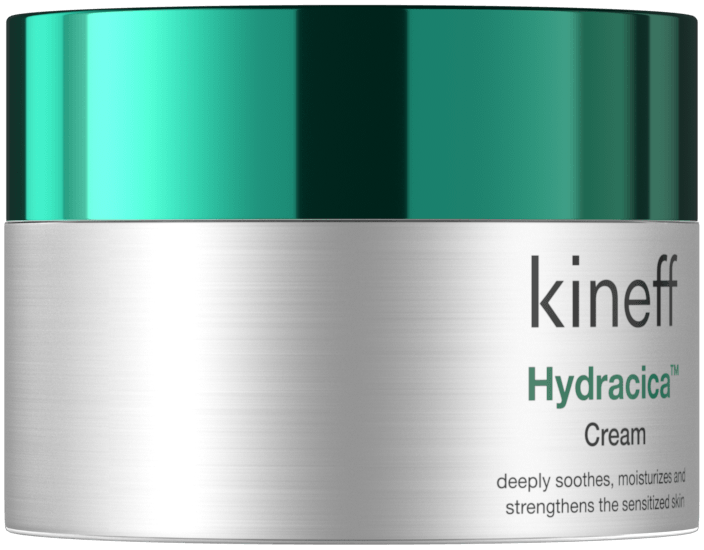 kineff
Hydracica™
Cream
deeply soothes, moisturizes and
strengthens the sensitized skin